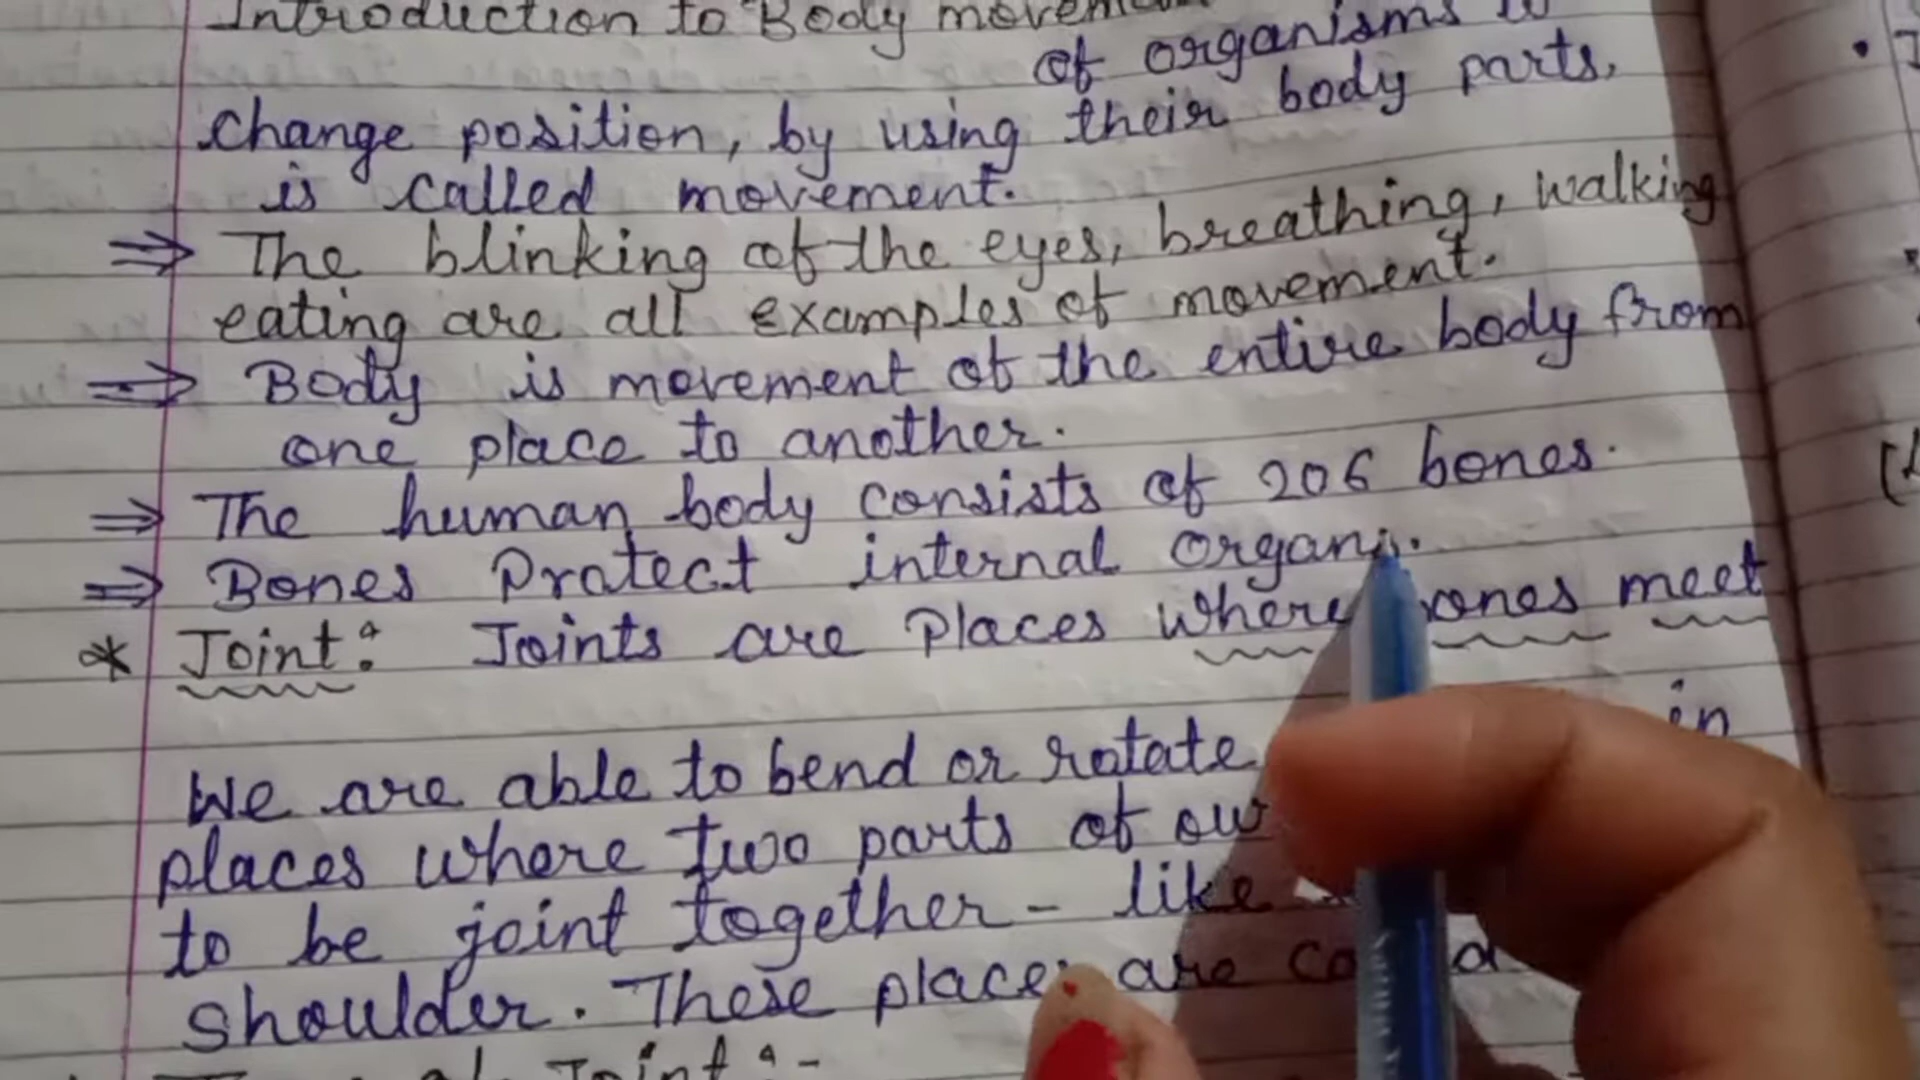 Introduction to Body
of organisms to
change position, by using their body parts,
is called movement.
⇒ The blinking of the eyes, breathing, walking
eating are all examples of movement.
⇒ Body is movement of the entire body from
one place to another.
⇒ The human body consists of 206 bones.
⇒ Bones Protect internal organs.
* Joint: Joints are Places where bones meet
We are able to bend or rotate in
places where two parts of our
to be joint together - like
shoulder. These places are
Joint :-